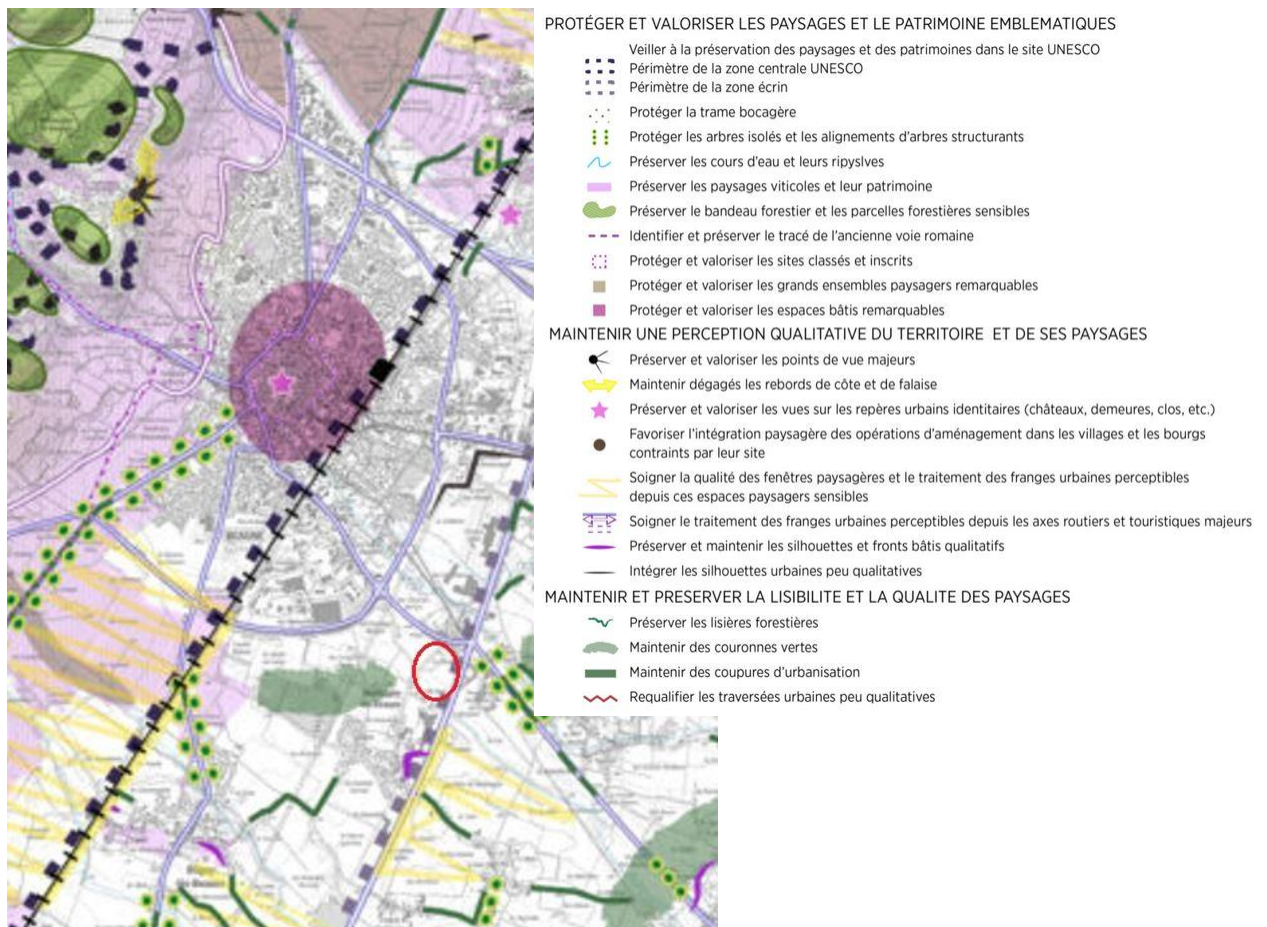 PROTÉGER ET VALORISER LES PAYSAGES ET LE PATRIMOINE EMBLEMATIQUES
Veiller à la préservation des paysages et des patrimoines dans le site UNESCO
Périmètre de la zone centrale UNESCO
Périmètre de la zone écrin
Protéger la trame bocagère
Protéger les arbres isolés et les alignements d'arbres structurants
Préserver les cours d'eau et leurs ripyslves
Préserver les paysages viticoles et leur patrimoine
Préserver le bandeau forestier et les parcelles forestières sensibles
Identifier et préserver le tracé de l'ancienne voie romaine
Protéger et valoriser les sites classés et inscrits
Protéger et valoriser les grands ensembles paysagers remarquables
Protéger et valoriser les espaces bâtis remarquables
MAINTENIR UNE PERCEPTION QUALITATIVE DU TERRITOIRE ET DE SES PAYSAGES
Préserver et valoriser les points de vue majeurs
Maintenir dégagés les rebords de côte et de falaise
Préserver et valoriser les vues sur les repères urbains identitaires (châteaux, demeures, clos, etc.)
Favoriser l'intégration paysagère des opérations d'aménagement dans les villages et les bourgs
contraints par leur site
Soigner la qualité des fenêtres paysagères et le traitement des franges urbaines perceptibles
depuis ces espaces paysagers sensibles
Soigner le traitement des franges urbaines perceptibles depuis les axes routiers et touristiques majeurs
Préserver et maintenir les silhouettes et fronts bâtis qualitatifs
Intégrer les silhouettes urbaines peu qualitatives
MAINTENIR ET PRESERVER LA LISIBILITE ET LA QUALITE DES PAYSAGES
Préserver les lisières forestières
Maintenir des couronnes vertes
Maintenir des coupures d'urbanisation
Requalifier les traversées urbaines peu qualitatives